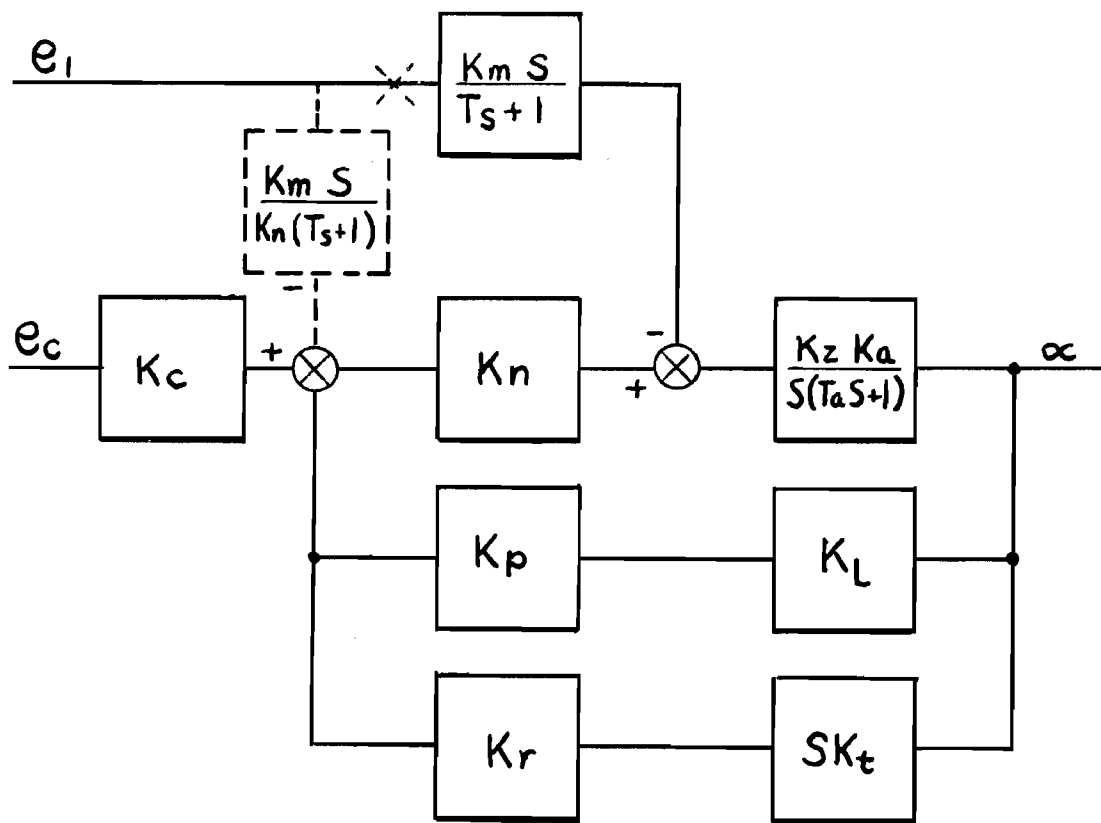 e1
Km S
Ts+1
Km S
Kn(Ts+1)
-
-
ec
Kc
+
Kn
+
Kz Ka
S(TaS+1)
∝
Kp
KL
Kr
SKt